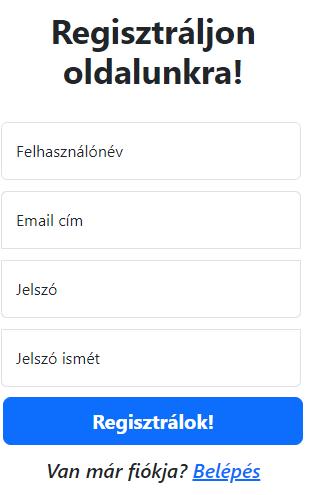 Regisztráljon
oldalunkra!
Felhasználónév
Email cím
Jelszó
Jelszó ismét
Regisztrálok!
Van már fiókja? Belépés